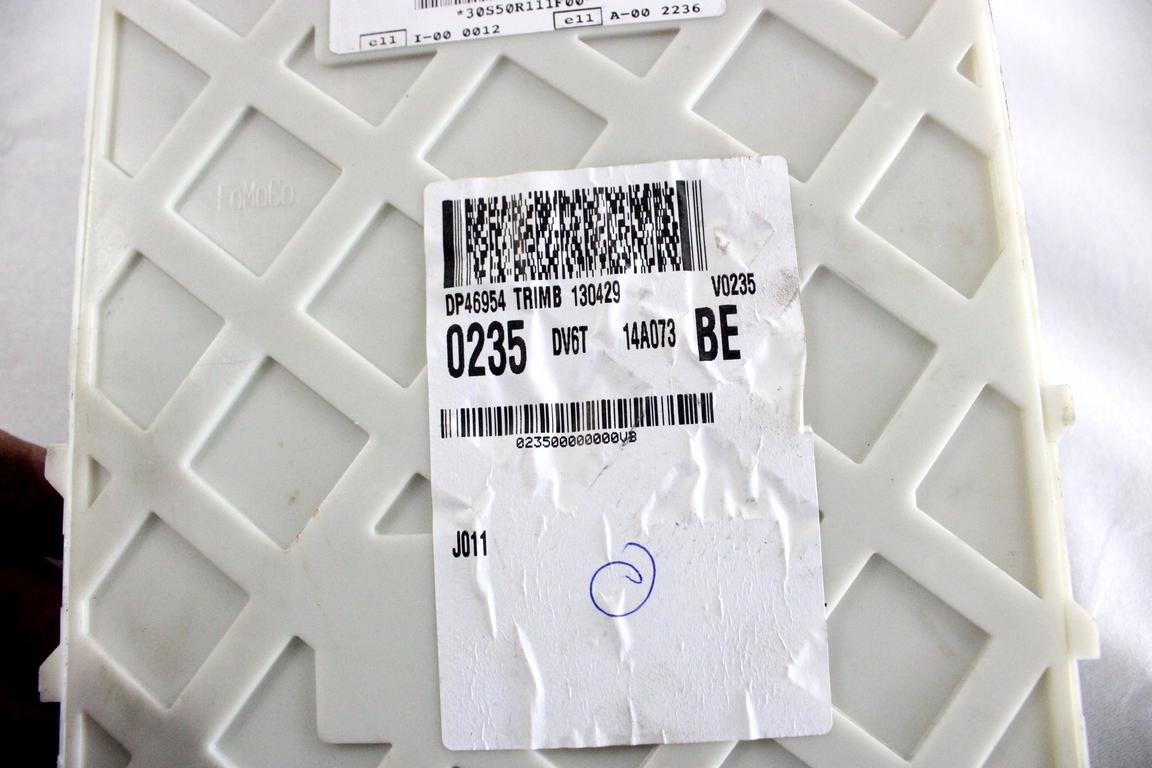 *30S50R111F00*
e11 I-00 0012 e11 A-00 2236
FoMoCo
DP46954 TRIMB 130429 V0235
0235 DV6T 14A073 BE
023500000000VB
J011